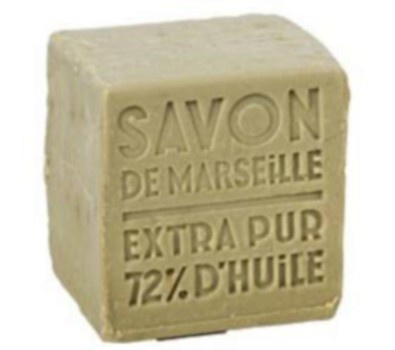 SAVON
DE MARSEiLLE
EXTRA PUR
72% D'HUiLE